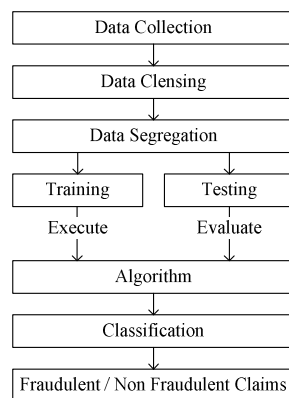 Data Collection
Data Clensing
Data Segregation
Training
Testing
Execute
Evaluate
Algorithm
Classification
Fraudulent / Non Fraudulent Claims